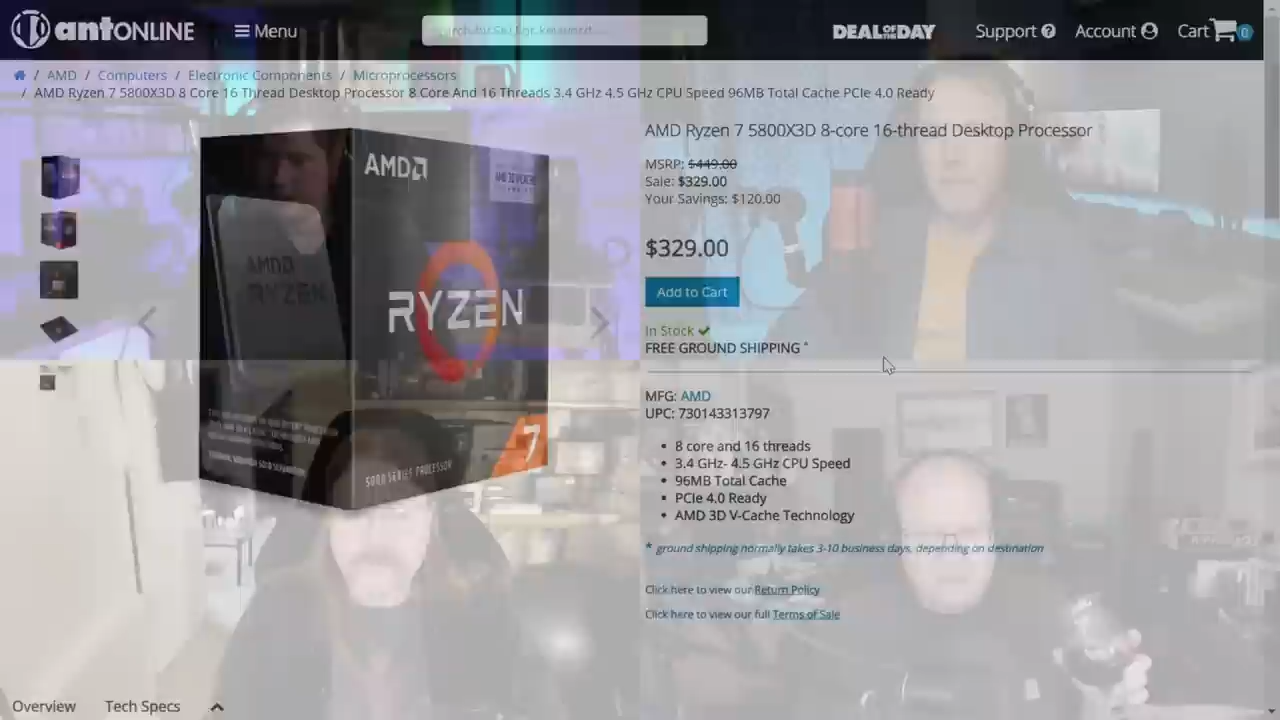 antONLINE
Menu
DEAL OF THE DAY
Support
Account
Cart
0
/ AMD / Computers / Electronic Components / Microprocessors
/ AMD Ryzen 7 5800X3D 8 Core 16 Thread Desktop Processor 8 Core And 16 Threads 3.4 GHz 4.5 GHz CPU Speed 96MB Total Cache PCIe 4.0 Ready
AMD Ryzen 7 5800X3D 8-core 16-thread Desktop Processor
MSRP: $449.00
Sale: $329.00
Your Savings: $120.00
$329.00
Add to Cart
In Stock
FREE GROUND SHIPPING *
MFG: AMD
UPC: 730143313797
8 core and 16 threads
3.4 GHz- 4.5 GHz CPU Speed
96MB Total Cache
PCIe 4.0 Ready
AMD 3D V-Cache Technology
* ground shipping normally takes 3-10 business days, depending on destination
Click here to view our Return Policy
Click here to view our full Terms of Sale
AMD
AMD
RYZEN
RYZEN
7
5000 SERIES PROCESSOR
Overview
Tech Specs